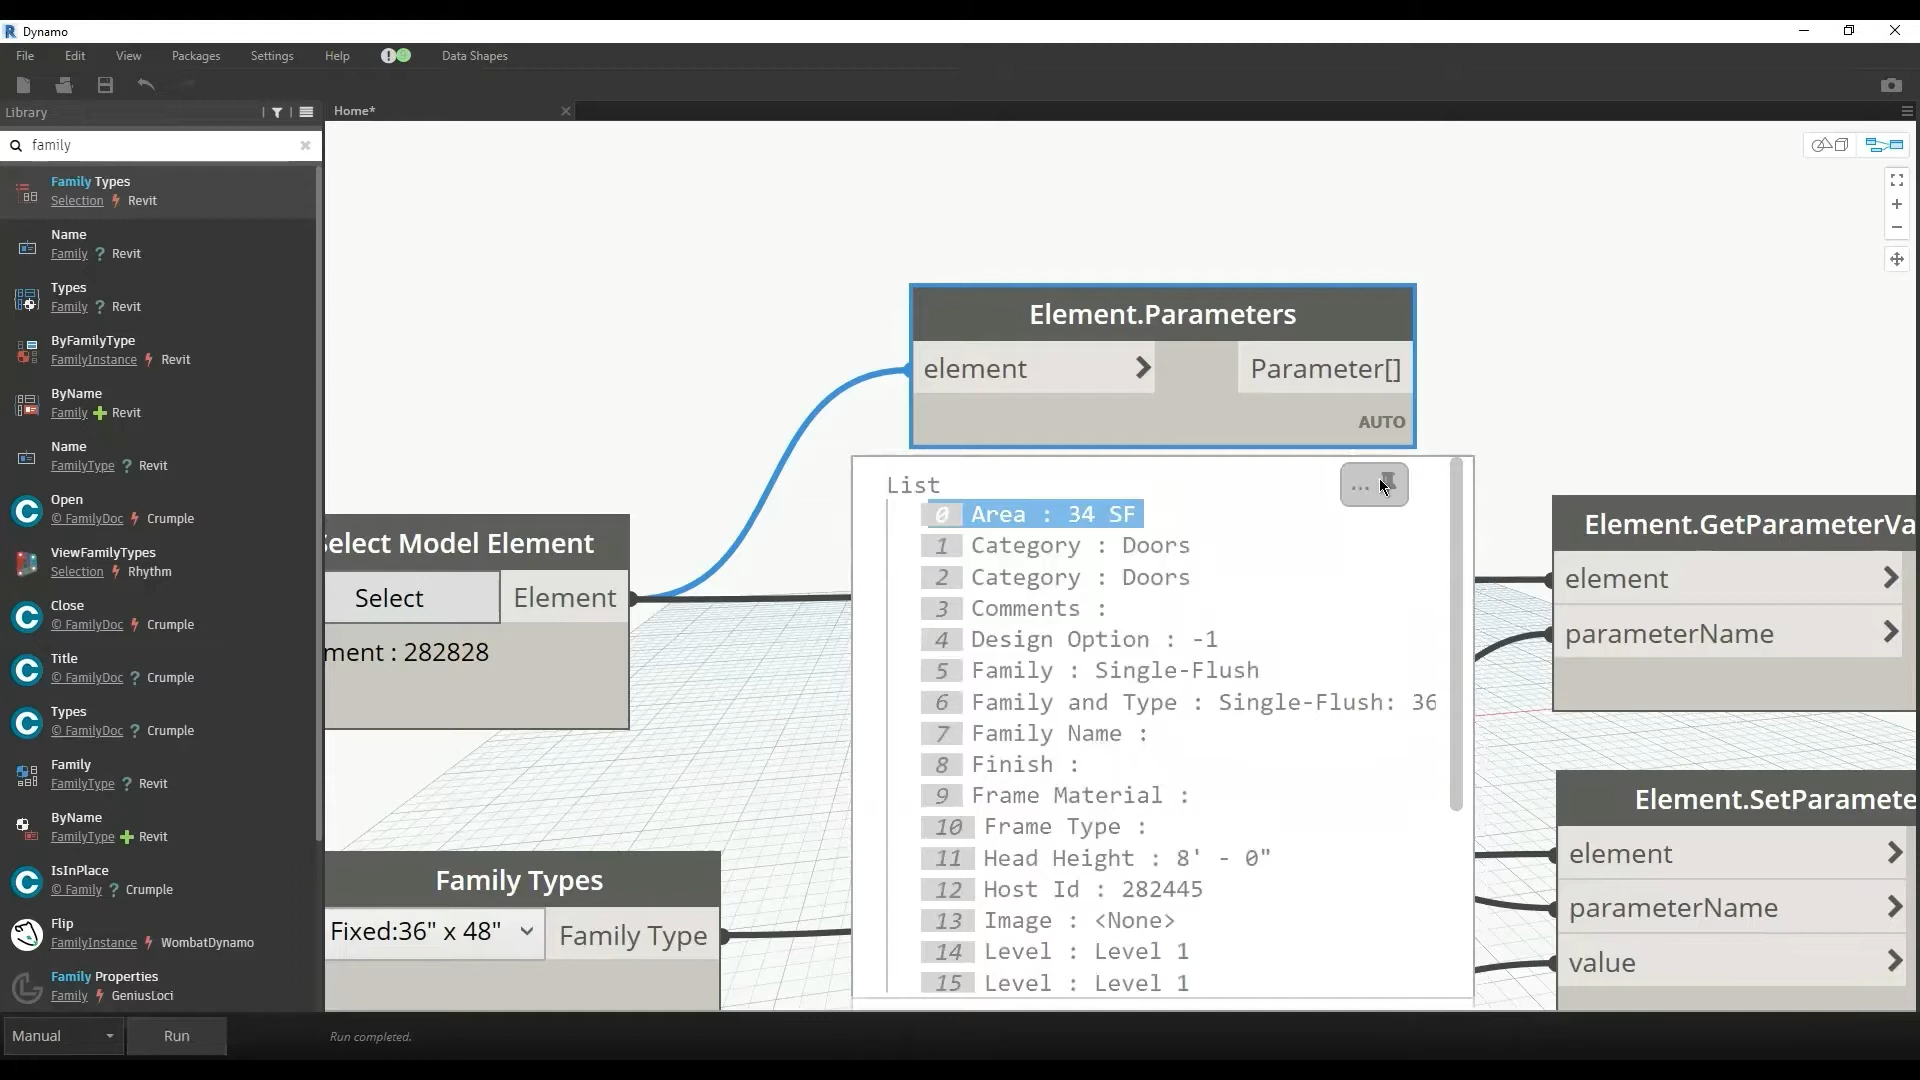 Dynamo
File Edit View Packages Settings Help Data Shapes
Library
Home*
family
Family Types
Selection Revit
Name
Family ? Revit
Types
Family ? Revit
ByFamilyType
FamilyInstance Revit
ByName
Family Revit
Name
FamilyType ? Revit
Open
© FamilyDoc Crumple
ViewFamilyTypes
Selection Rhythm
Close
© FamilyDoc Crumple
Title
© FamilyDoc ? Crumple
Types
© FamilyDoc ? Crumple
Family
FamilyType ? Revit
ByName
FamilyType Revit
IsInPlace
© Family ? Crumple
Flip
FamilyInstance WombatDynamo
Family Properties
Family GeniusLoci
Element.Parameters
element Parameter[]
AUTO
Select Model Element
Select Element
ment : 282828
List
0 Area : 34 SF
1 Category : Doors
2 Category : Doors
3 Comments :
4 Design Option : -1
5 Family : Single-Flush
6 Family and Type : Single-Flush: 36
7 Family Name :
8 Finish :
9 Frame Material :
10 Frame Type :
11 Head Height : 8' - 0"
12 Host Id : 282445
13 Image : <None>
14 Level : Level 1
15 Level : Level 1
Family Types
Fixed:36" x 48" Family Type
Element.GetParameterVa
element
parameterName
Element.SetParamete
element
parameterName
value
Manual Run Run completed.